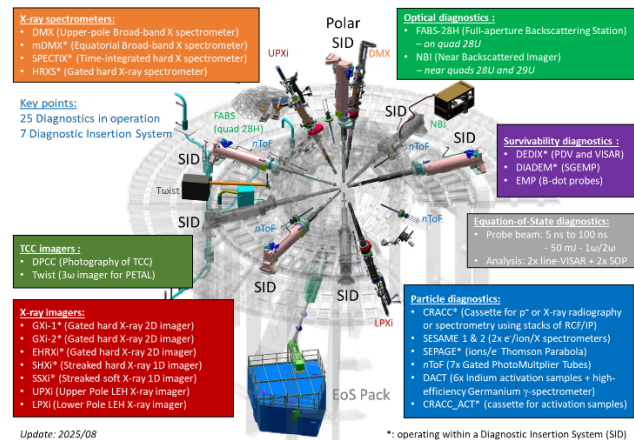 X-ray spectrometers:
• DMX (Upper-pole Broad-band X spectrometer)
• mDMX* (Equatorial Broad-band X spectrometer)
• SPECTIX* (Time-integrated hard X spectrometer)
• HRXS* (Gated hard X-ray spectrometer)
Key points:
25 Diagnostics in operation
7 Diagnostic Insertion System
UPXi
Polar
SID
DMX
Optical diagnostics :
• FABS-28H (Full-aperture Backscattering Station)
– on quad 28U
• NBI (Near Backscattered Imager)
– near quads 28U and 29U
FABS
(quad 28H)
SID
NBI
nToF
SID
SID
nToF
Twist
SID
nToF
nToF
SID
SID
LPXi
EoS Pack
Survivability diagnostics :
• DEDIX* (PDV and VISAR)
• DIADEM* (SGEMP)
• EMP (B-dot probes)
Equation-of-State diagnostics:
• Probe beam: 5 ns to 100 ns
- 50 mJ - 1ω/2ω
• Analysis: 2x line-VISAR + 2x SOP
TCC imagers :
• DPCC (Photography of TCC)
• Twist (3ω imager for PETAL)
X-ray imagers:
• GXI-1* (Gated hard X-ray 2D imager)
• GXI-2* (Gated hard X-ray 2D imager)
• EHRXi* (Gated hard X-ray 2D imager)
• SHXi* (Streaked hard X-ray 1D imager)
• SSXi* (Streaked soft X-ray 1D imager)
• UPXi (Upper Pole LEH X-ray imager)
• LPXi (Lower Pole LEH X-ray imager)
Particle diagnostics:
• CRACC* (Cassette for p⁺ or X-ray radiography
or spectrometry using stacks of RCF/IP)
• SESAME 1 & 2 (2x e⁻/ion/X spectrometers)
• SEPAGE* (ions/e⁻ Thomson Parabola)
• nToF (7x Gated PhotoMultplier Tubes)
• DACT (6x Indium activation samples + high-
efficiency Germanium γ-spectrometer)
• CRACC_ACT* (cassette for activation samples)
Update: 2025/08
*: operating within a Diagnostic Insertion System (SID)